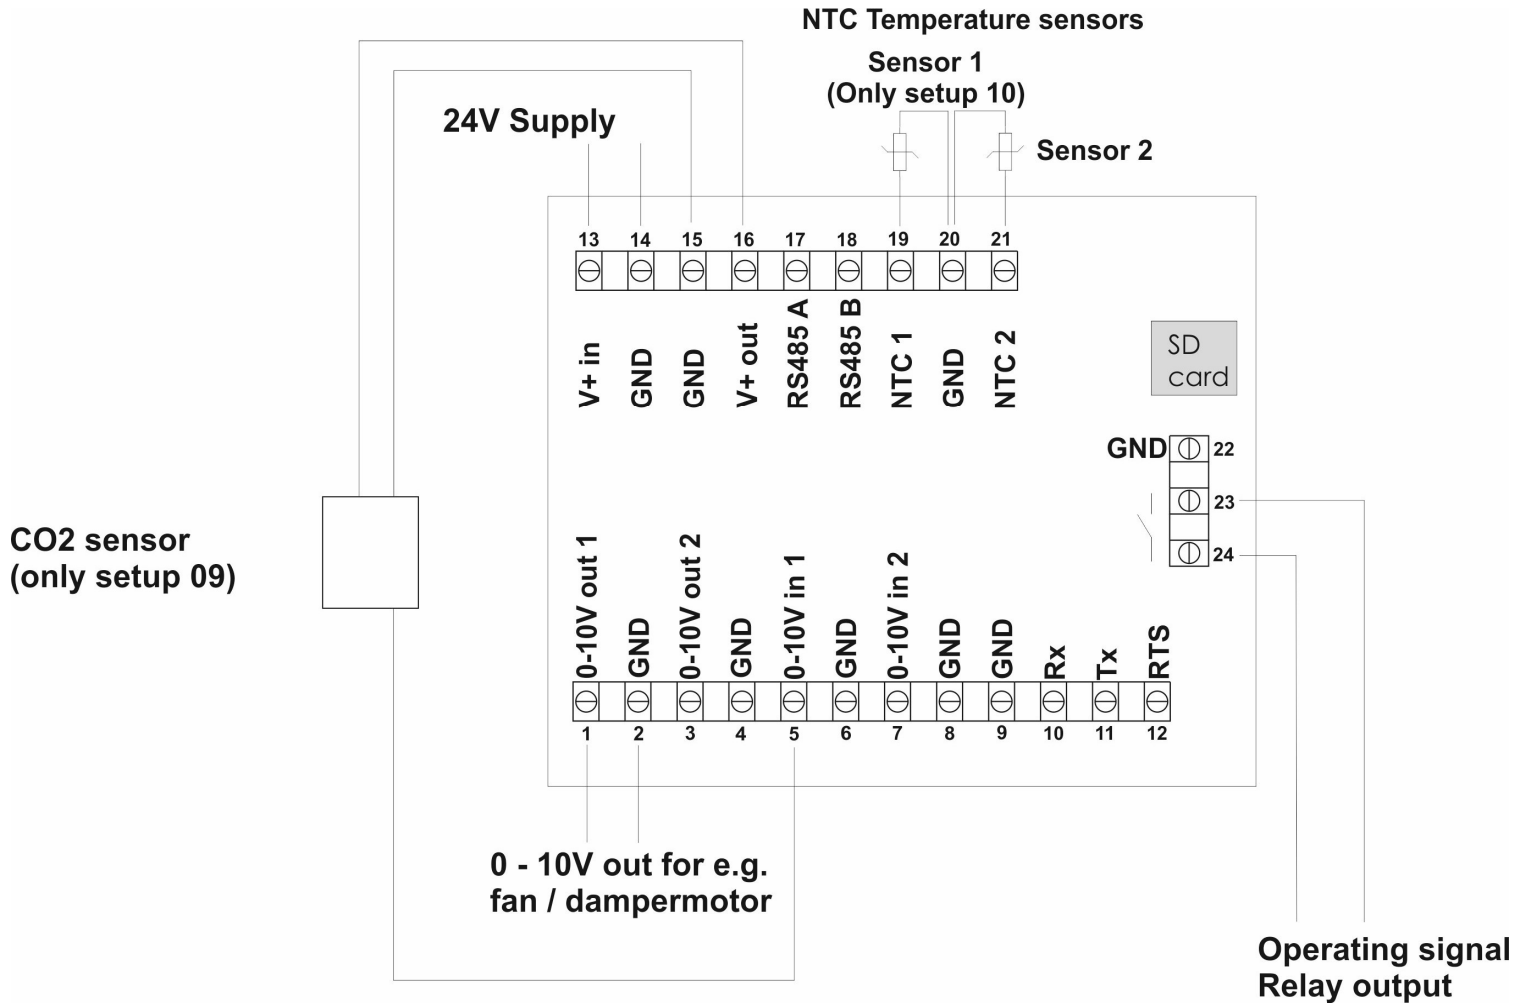 NTC Temperature sensors
Sensor 1
(Only setup 10)
24V Supply
Sensor 2
13 14 15 16 17 18 19 20 21
V+ in
GND
GND
V+ out
RS485 A
RS485 B
NTC 1
GND
NTC 2
SD
card
GND 22
23
24
CO2 sensor
(only setup 09)
0-10V out 1
GND
0-10V out 2
GND
0-10V in 1
GND
0-10V in 2
GND
GND
Rx
Tx
RTS
1 2 3 4 5 6 7 8 9 10 11 12
0 - 10V out for e.g.
fan / dampermotor
Operating signal
Relay output